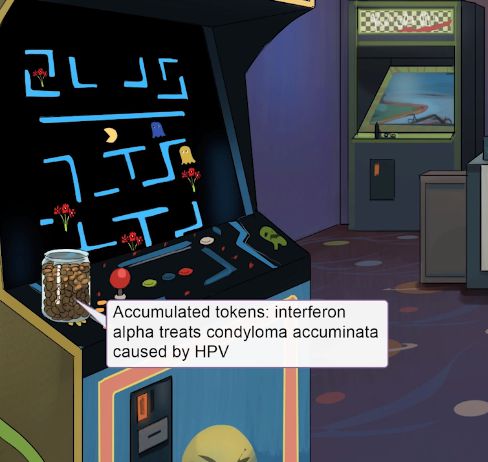 Accumulated tokens: interferon
alpha treats condyloma accuminata
caused by HPV